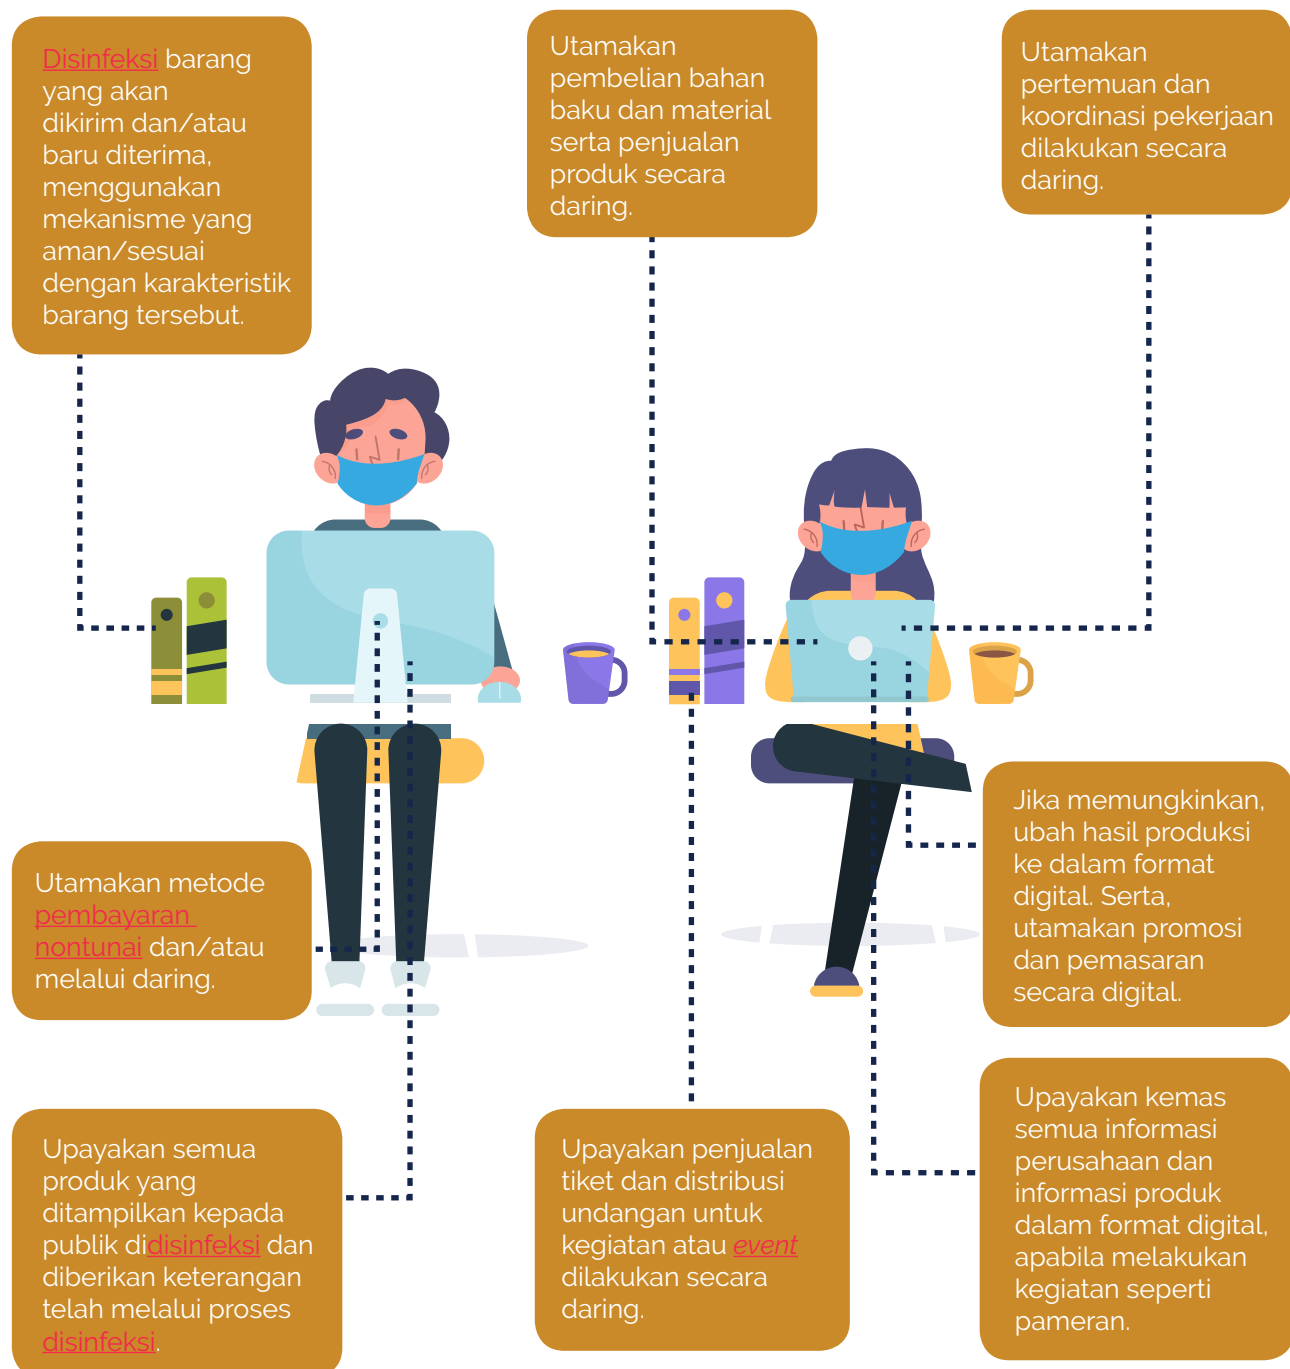 Disinfeksi barang
yang akan
dikirim dan/atau
baru diterima,
menggunakan
mekanisme yang
aman/sesuai
dengan karakteristik
barang tersebut.
Utamakan
pembelian bahan
baku dan material
serta penjualan
produk secara
daring.
Utamakan
pertemuan dan
koordinasi pekerjaan
dilakukan secara
daring.
Utamakan metode
pembayaran
nontunai dan/atau
melalui daring.
Jika memungkinkan,
ubah hasil produksi
ke dalam format
digital. Serta,
utamakan promosi
dan pemasaran
secara digital.
Upayakan semua
produk yang
ditampilkan kepada
publik didisinfeksi dan
diberikan keterangan
telah melalui proses
disinfeksi.
Upayakan penjualan
tiket dan distribusi
undangan untuk
kegiatan atau event
dilakukan secara
daring.
Upayakan kemas
semua informasi
perusahaan dan
informasi produk
dalam format digital,
apabila melakukan
kegiatan seperti
pameran.